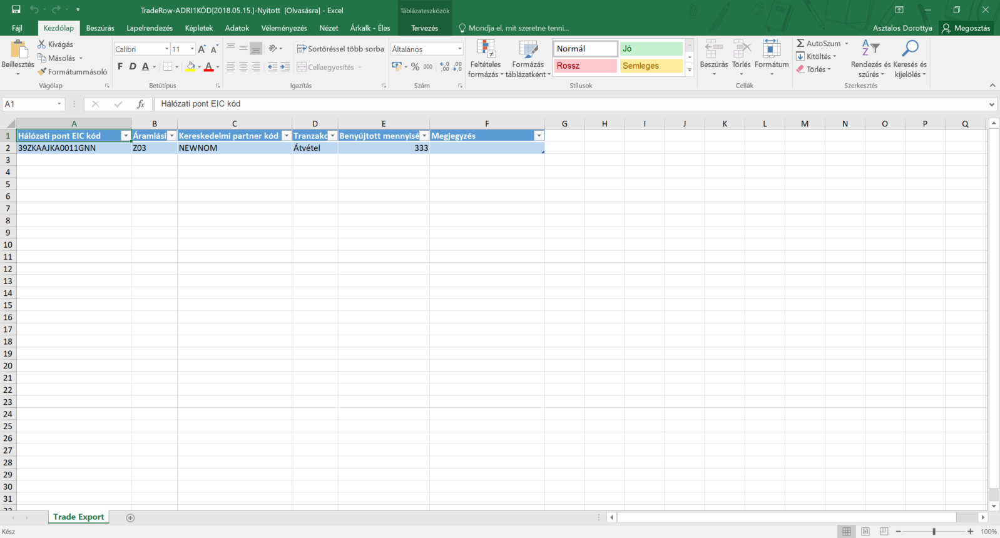 TradeRow-ADRI1KÓD[2018.05.15.]-Nyitott [Olvasásra] - Excel
Táblázateszközök
Fájl Kezdőlap Beszúrás Lapelrendezés Képletek Adatok Véleményezés Nézet Árkalk - Éles Tervezés Mondja el, mit szeretne tenni... Asztalos Dorottya Megosztás
Beillesztés
Kivágás
Másolás
Formátummásoló
Vágólap
Calibri 11
F D A
Betűtípus
Sortöréssel több sorba
Cellaegyesítés
Igazítás
Általános
% 000
Szám
Feltételes formázás
Formázás táblázatként
Normál Jó
Rossz Semleges
Stílusok
Beszúrás Törlés Formátum
Cellák
AutoSzum
Kitöltés
Törlés
Rendezés és szűrés
Keresés és kijelölés
Szerkesztés
A1 fx Hálózati pont EIC kód
A B C D E F G H I J K L M N O P Q
1 Hálózati pont EIC kód Áramlási Kereskedelmi partner kód Tranzakc Benyújtott mennyisé Megjegyzés
2 39ZKAAJKA0011GNN Z03 NEWNOM Átvétel 333
3
4
5
6
7
8
9
10
11
12
13
14
15
16
17
18
19
20
21
22
23
24
25
26
27
28
29
30
31
Trade Export
Kész 100%